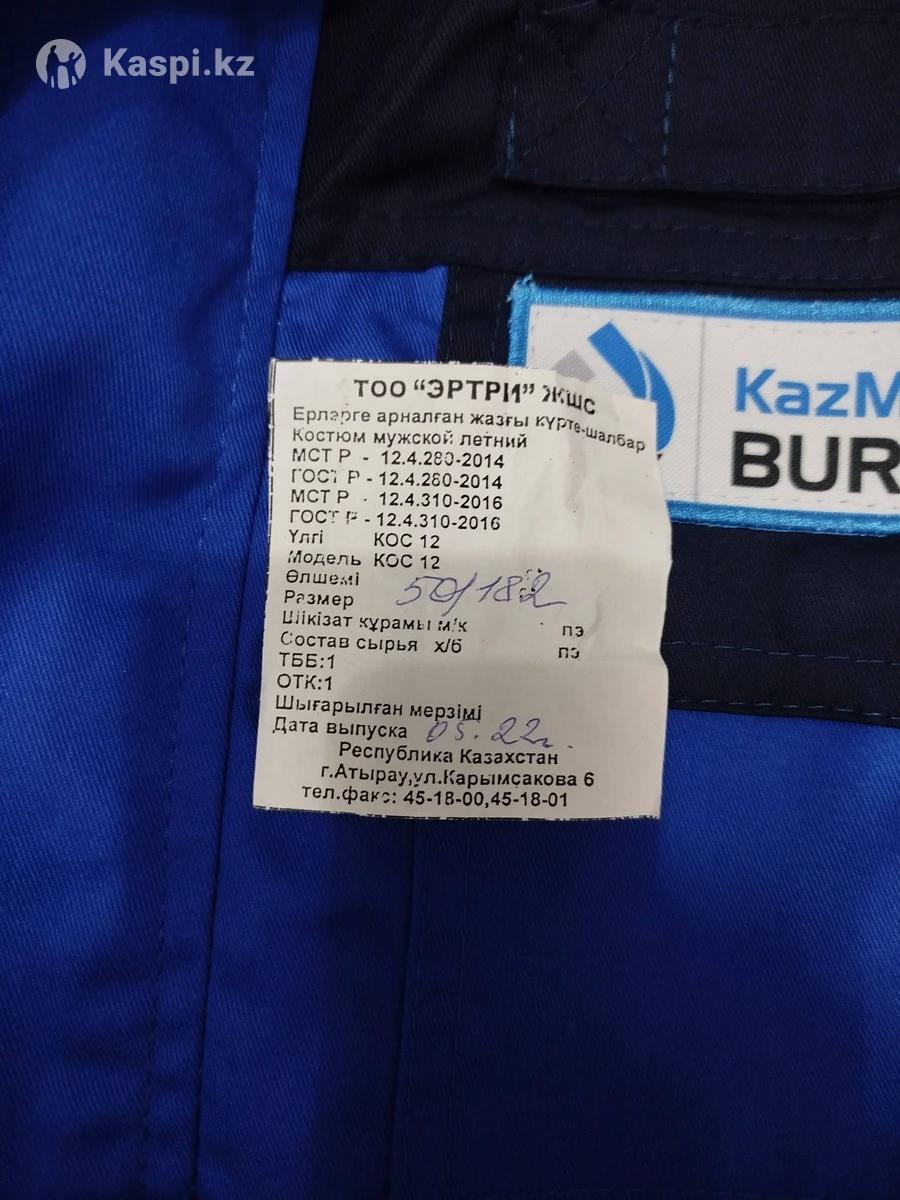 Kaspi.kz
KazM
BUR
ТОО “ЭРТРИ” ЖШС
Ерлерге арналған жазғы күрте-шалбар
Костюм мужской летний
МСТ Р - 12.4.280-2014
ГОСТ Р - 12.4.280-2014
МСТ Р - 12.4.310-2016
ГОСТ Р - 12.4.310-2016
Үлгі КОС 12
Модель КОС 12
Өлшемі
Размер 50/182
Шикізат құрамы м/к пэ
Состав сырья х/б пэ
ТББ:1
ОТК:1
Шығарылған мерзімі
Дата выпуска 05.22г.
Республика Казахстан
г.Атырау,ул.Карымсакова 6
тел.факс: 45-18-00,45-18-01